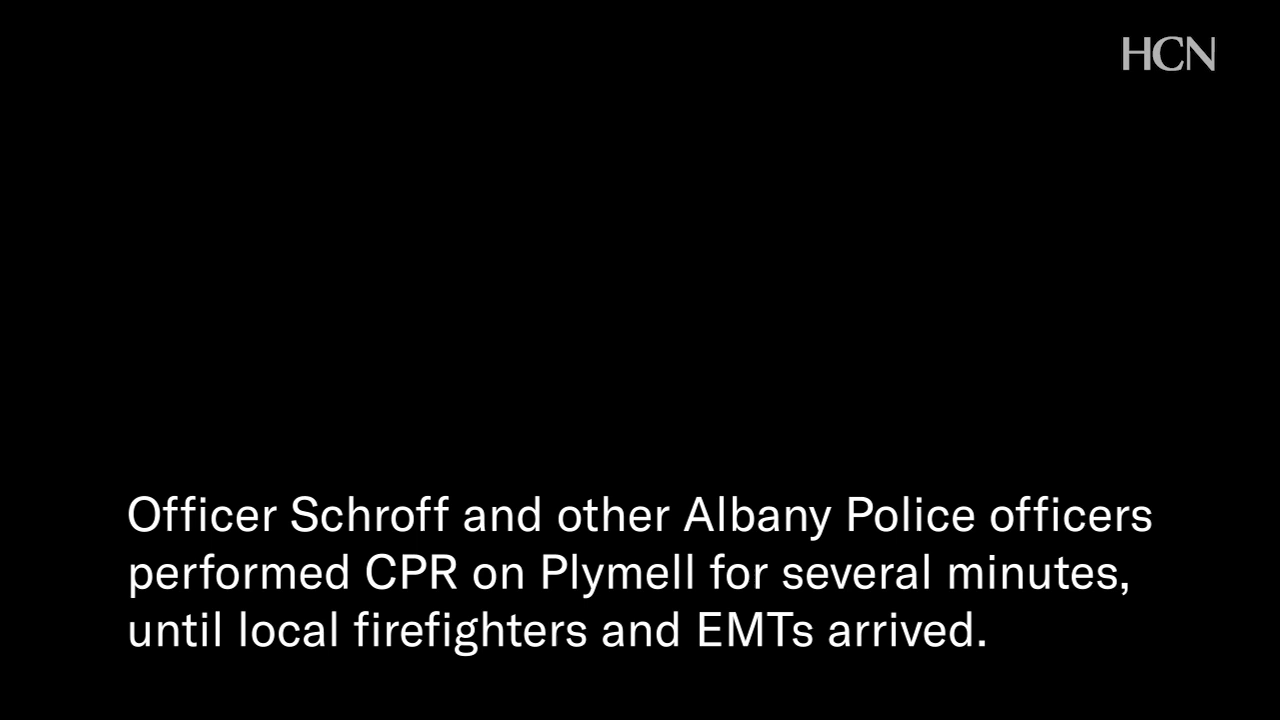 HCN
Officer Schroff and other Albany Police officers
performed CPR on Plymell for several minutes,
until local firefighters and EMTs arrived.